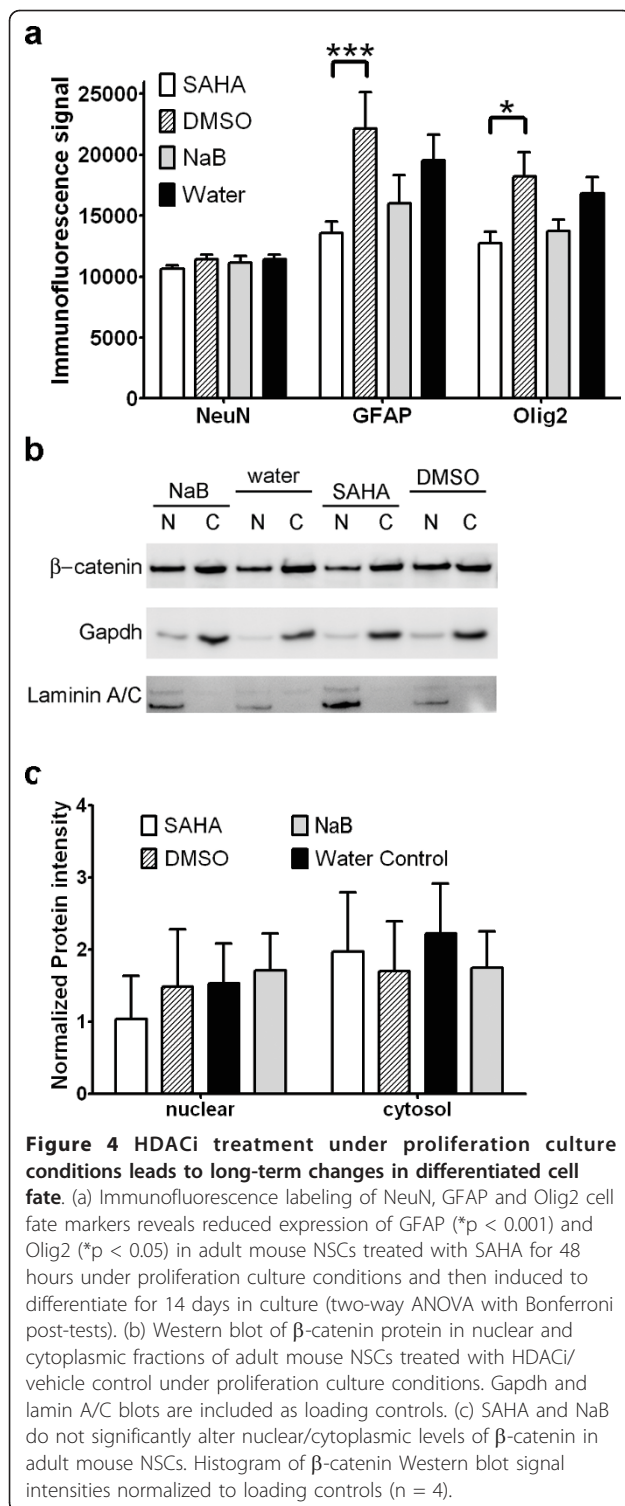 a
***
*
SAHA
DMSO
NaB
Water
Immunofluorescence signal
25000
20000
15000
10000
5000
0
NeuN GFAP Olig2
b
NaB water SAHA DMSO
N C N C N C N C
β-catenin
Gapdh
Laminin A/C
c
Normalized Protein intensity
4
3
2
1
0
SAHA NaB
DMSO Water Control
nuclear cytosol
Figure 4 HDACi treatment under proliferation culture
conditions leads to long-term changes in differentiated cell
fate. (a) Immunofluorescence labeling of NeuN, GFAP and Olig2 cell
fate markers reveals reduced expression of GFAP (*p < 0.001) and
Olig2 (*p < 0.05) in adult mouse NSCs treated with SAHA for 48
hours under proliferation culture conditions and then induced to
differentiate for 14 days in culture (two-way ANOVA with Bonferroni
post-tests). (b) Western blot of β-catenin protein in nuclear and
cytoplasmic fractions of adult mouse NSCs treated with HDACi/
vehicle control under proliferation culture conditions. Gapdh and
lamin A/C blots are included as loading controls. (c) SAHA and NaB
do not significantly alter nuclear/cytoplasmic levels of β-catenin in
adult mouse NSCs. Histogram of β-catenin Western blot signal
intensities normalized to loading controls (n = 4).